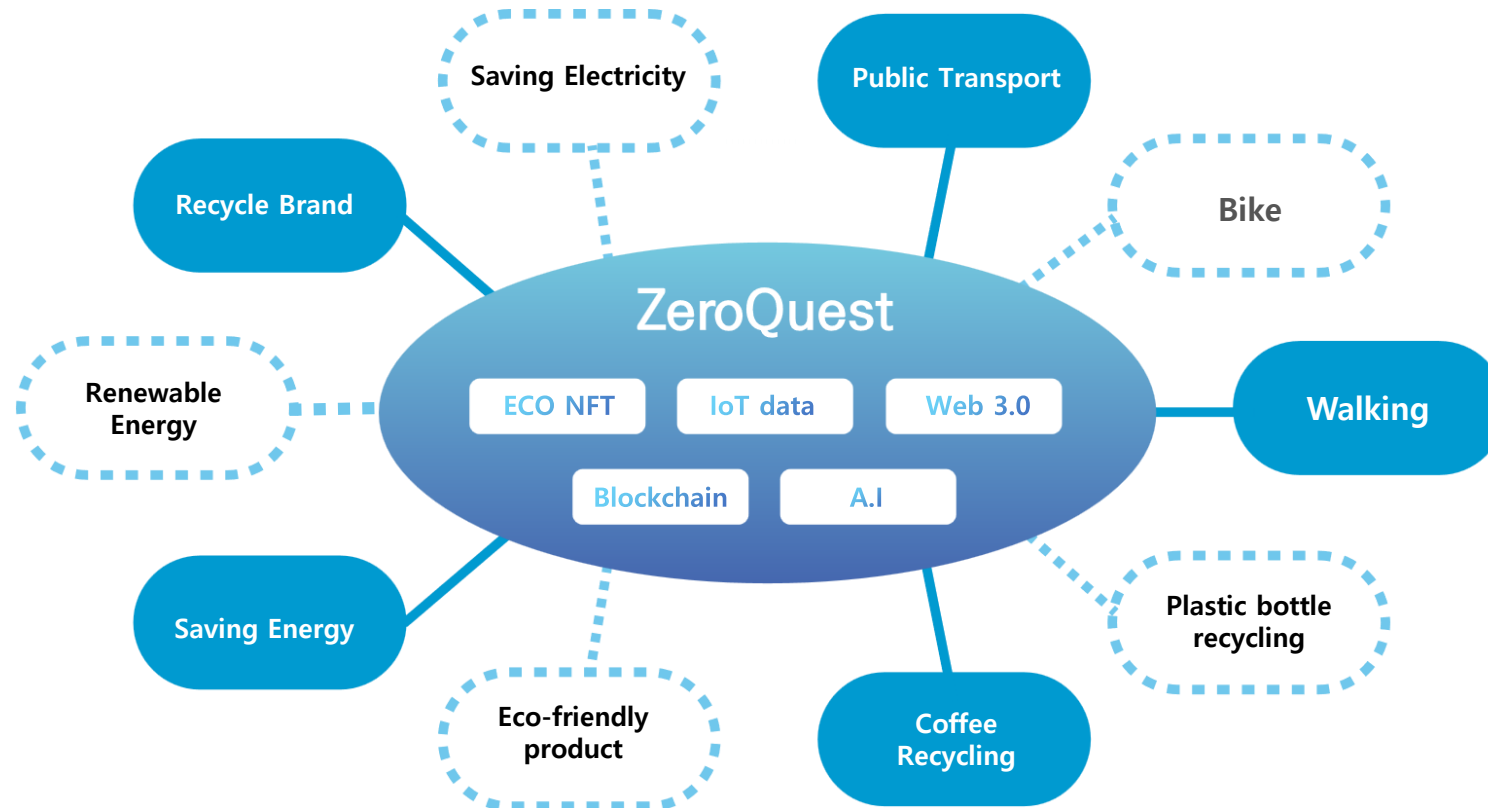 Saving Electricity
Public Transport
Recycle Brand
Bike
ZeroQuest
Renewable
Energy
ECO NFT
IoT data
Web 3.0
Walking
Blockchain
A.I
Saving Energy
Plastic bottle
recycling
Eco-friendly
product
Coffee
Recycling